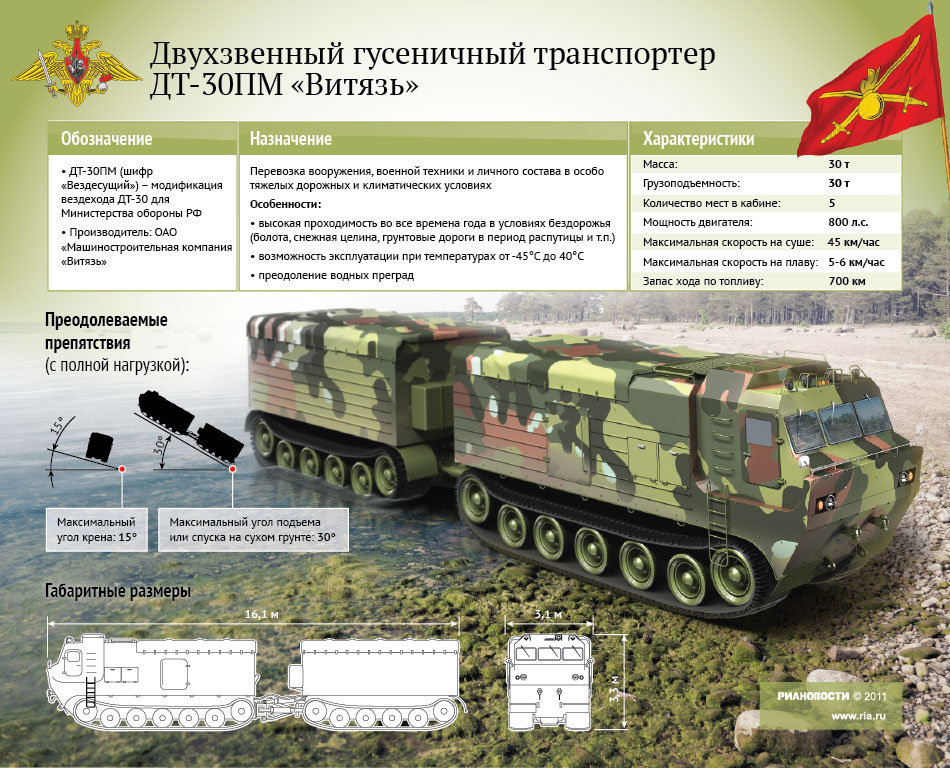 Двухзвенный гусеничный транспортер
ДТ-30ПМ «Витязь»
Обозначение
• ДТ-30ПМ (шифр
«Вездесущий») – модификация
вездехода ДТ-30 для
Министерства обороны РФ
• Производитель: ОАО
«Машиностроительная компания
«Витязь»
Назначение
Перевозка вооружения, военной техники и личного состава в особо
тяжелых дорожных и климатических условиях
Особенности:
• высокая проходимость во все времена года в условиях бездорожья
(болота, снежная целина, грунтовые дороги в период распутицы и т.п.)
• возможность эксплуатации при температурах от -45°С до 40°С
• преодоление водных преград
Характеристики
Масса: 30 т
Грузоподъемность: 30 т
Количество мест в кабине: 5
Мощность двигателя: 800 л.с.
Максимальная скорость на суше: 45 км/час
Максимальная скорость на плаву: 5-6 км/час
Запас хода по топливу: 700 км
Преодолеваемые
препятствия
(с полной нагрузкой):
15°
30°
Максимальный
угол крена: 15°
Максимальный угол подъема
или спуска на сухом грунте: 30°
Габаритные размеры
16,1 м
3,1 м
3,3 м
РИАНОВОСТИ © 2011
www.ria.ru